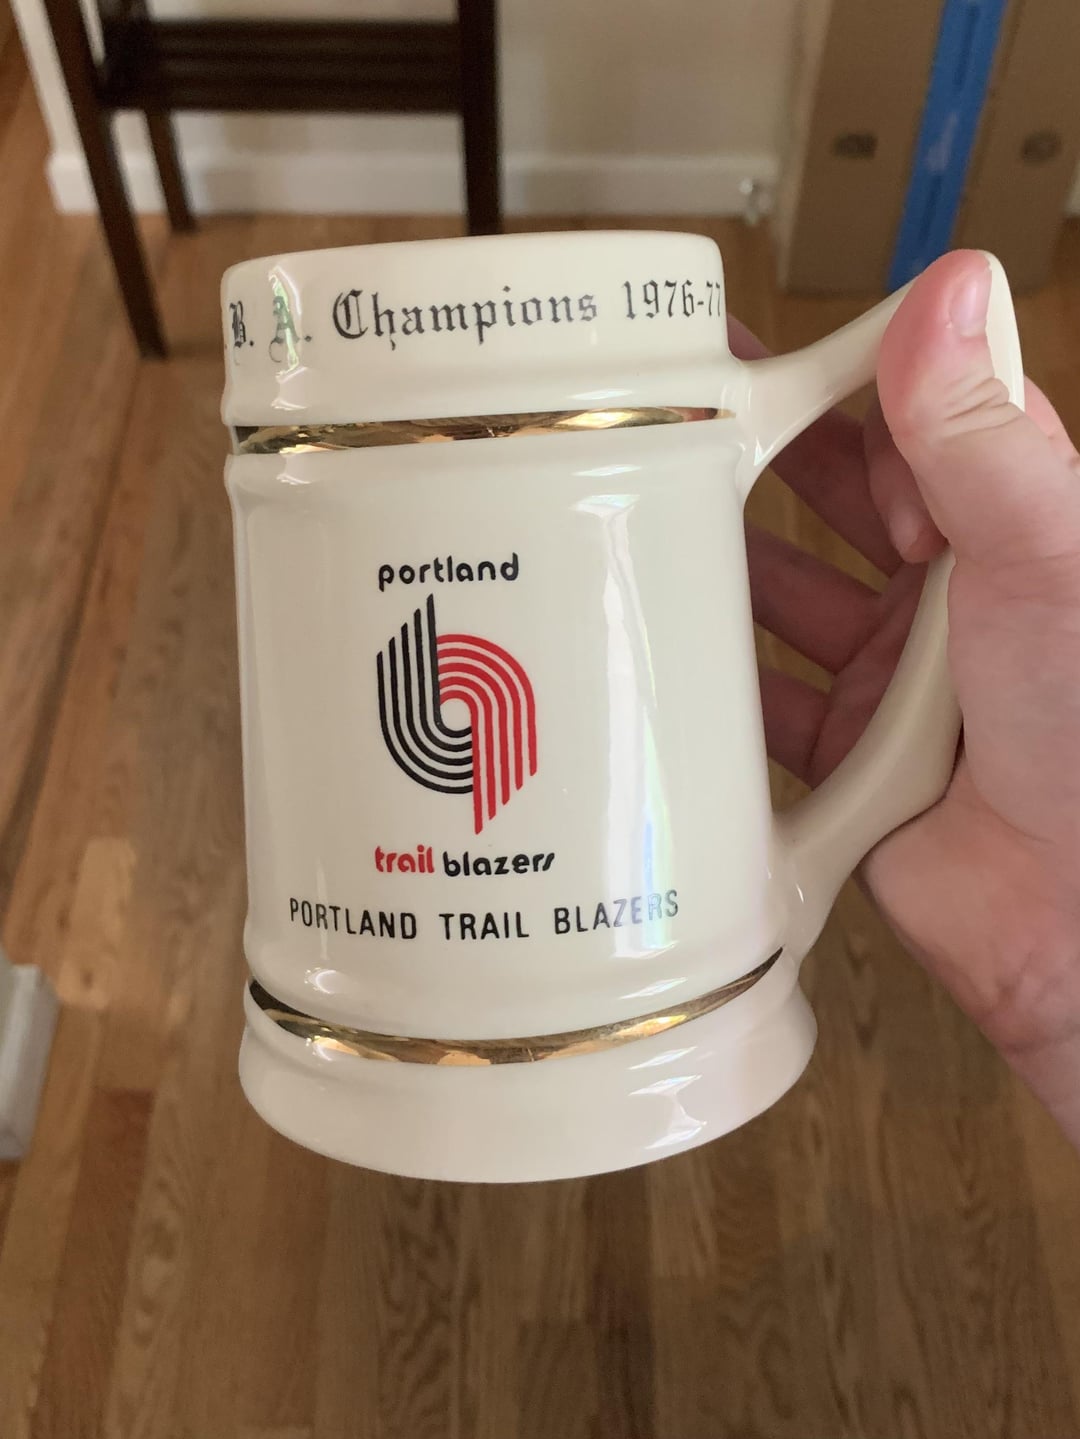 B. A. Champions 1976-77
portland
trail blazers
PORTLAND TRAIL BLAZERS